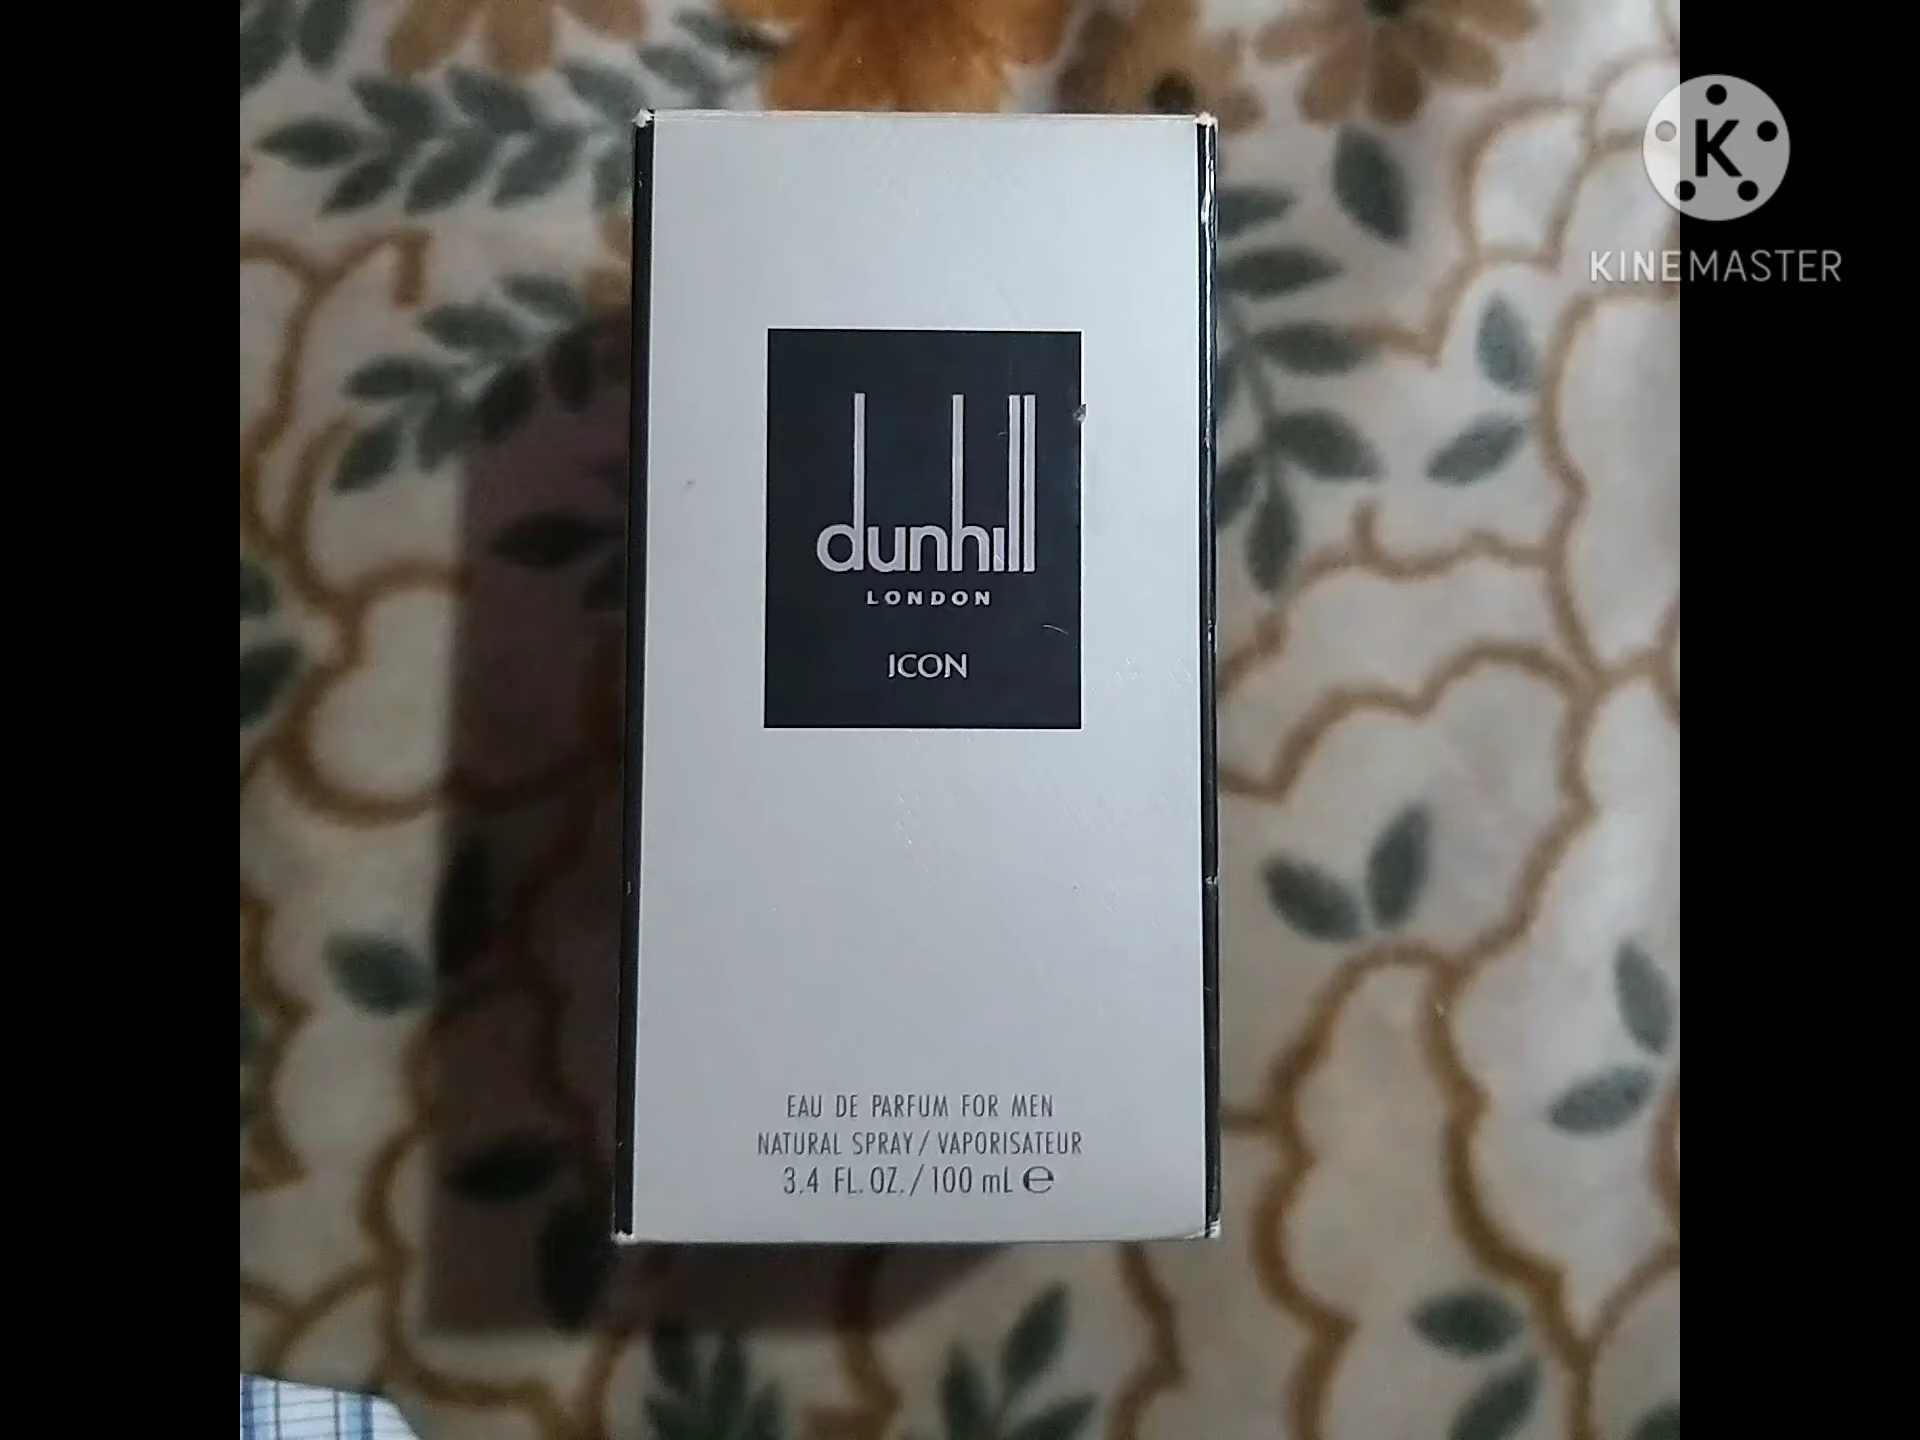 K
KINEMASTER
dunhill
LONDON
ICON
EAU DE PARFUM FOR MEN
NATURAL SPRAY / VAPORISATEUR
3.4 FL. OZ. / 100 mL ℮